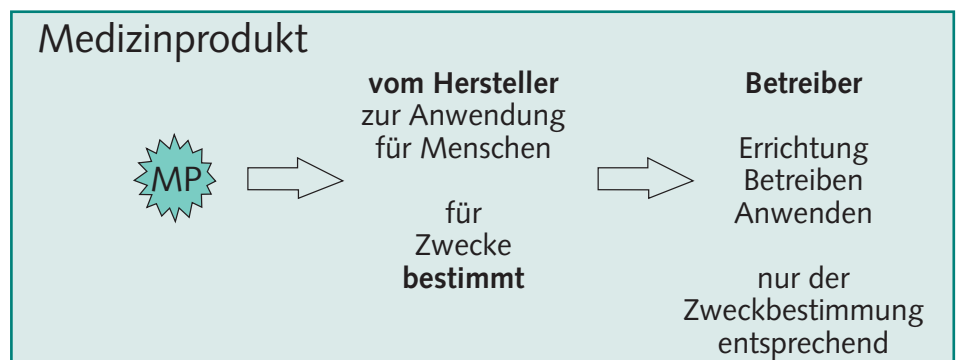 Medizinprodukt
MP
vom Hersteller
zur Anwendung
für Menschen
für
Zwecke
bestimmt
Betreiber
Errichtung
Betreiben
Anwenden
nur der
Zweckbestimmung
entsprechend